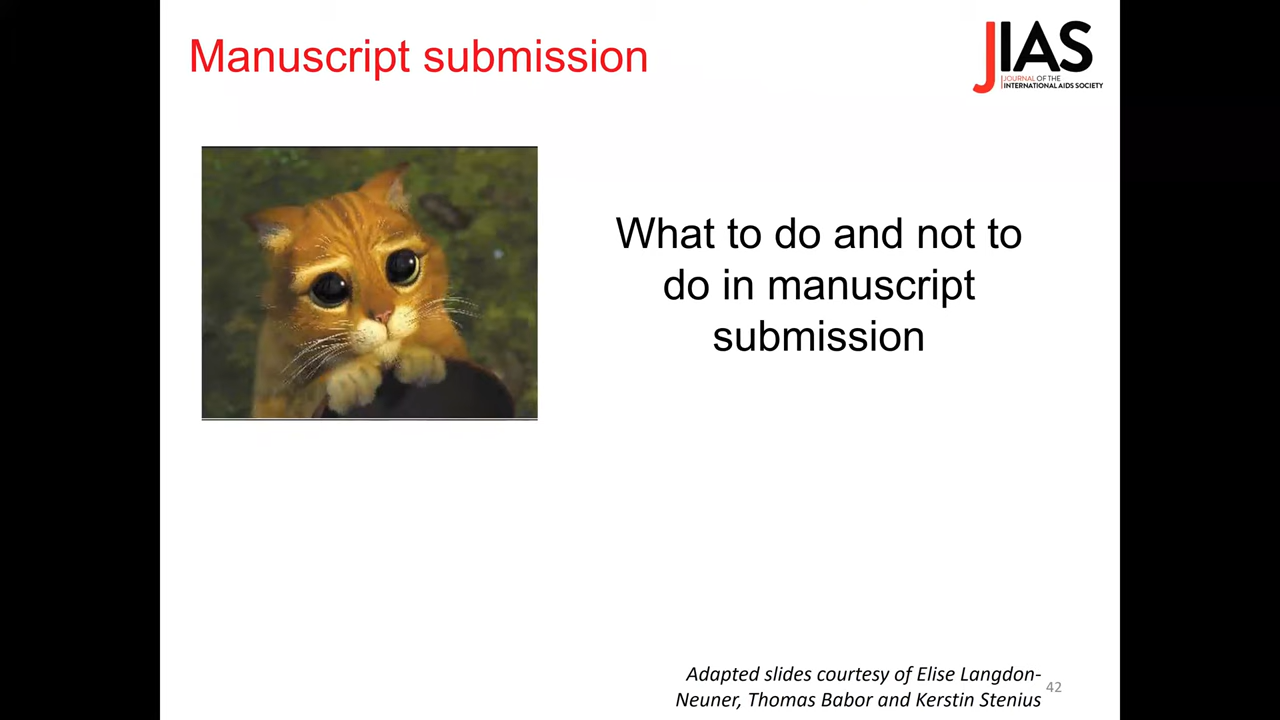 Manuscript submission
JIAS
JOURNAL OF THE
INTERNATIONAL AIDS SOCIETY
What to do and not to
do in manuscript
submission
Adapted slides courtesy of Elise Langdon-
Neuner, Thomas Babor and Kerstin Stenius
42